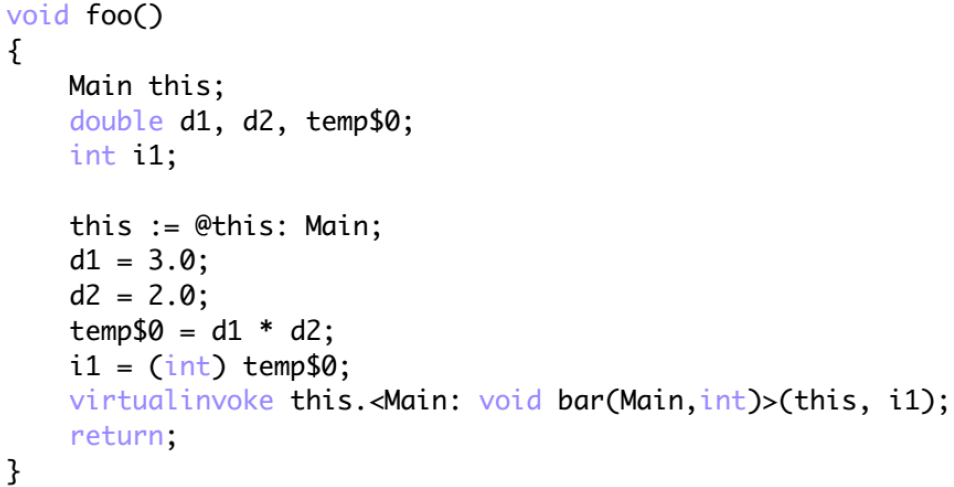 void foo()
{
    Main this;
    double d1, d2, temp$0;
    int i1;

    this := @this: Main;
    d1 = 3.0;
    d2 = 2.0;
    temp$0 = d1 * d2;
    i1 = (int) temp$0;
    virtualinvoke this.<Main: void bar(Main,int)>(this, i1);
    return;
}